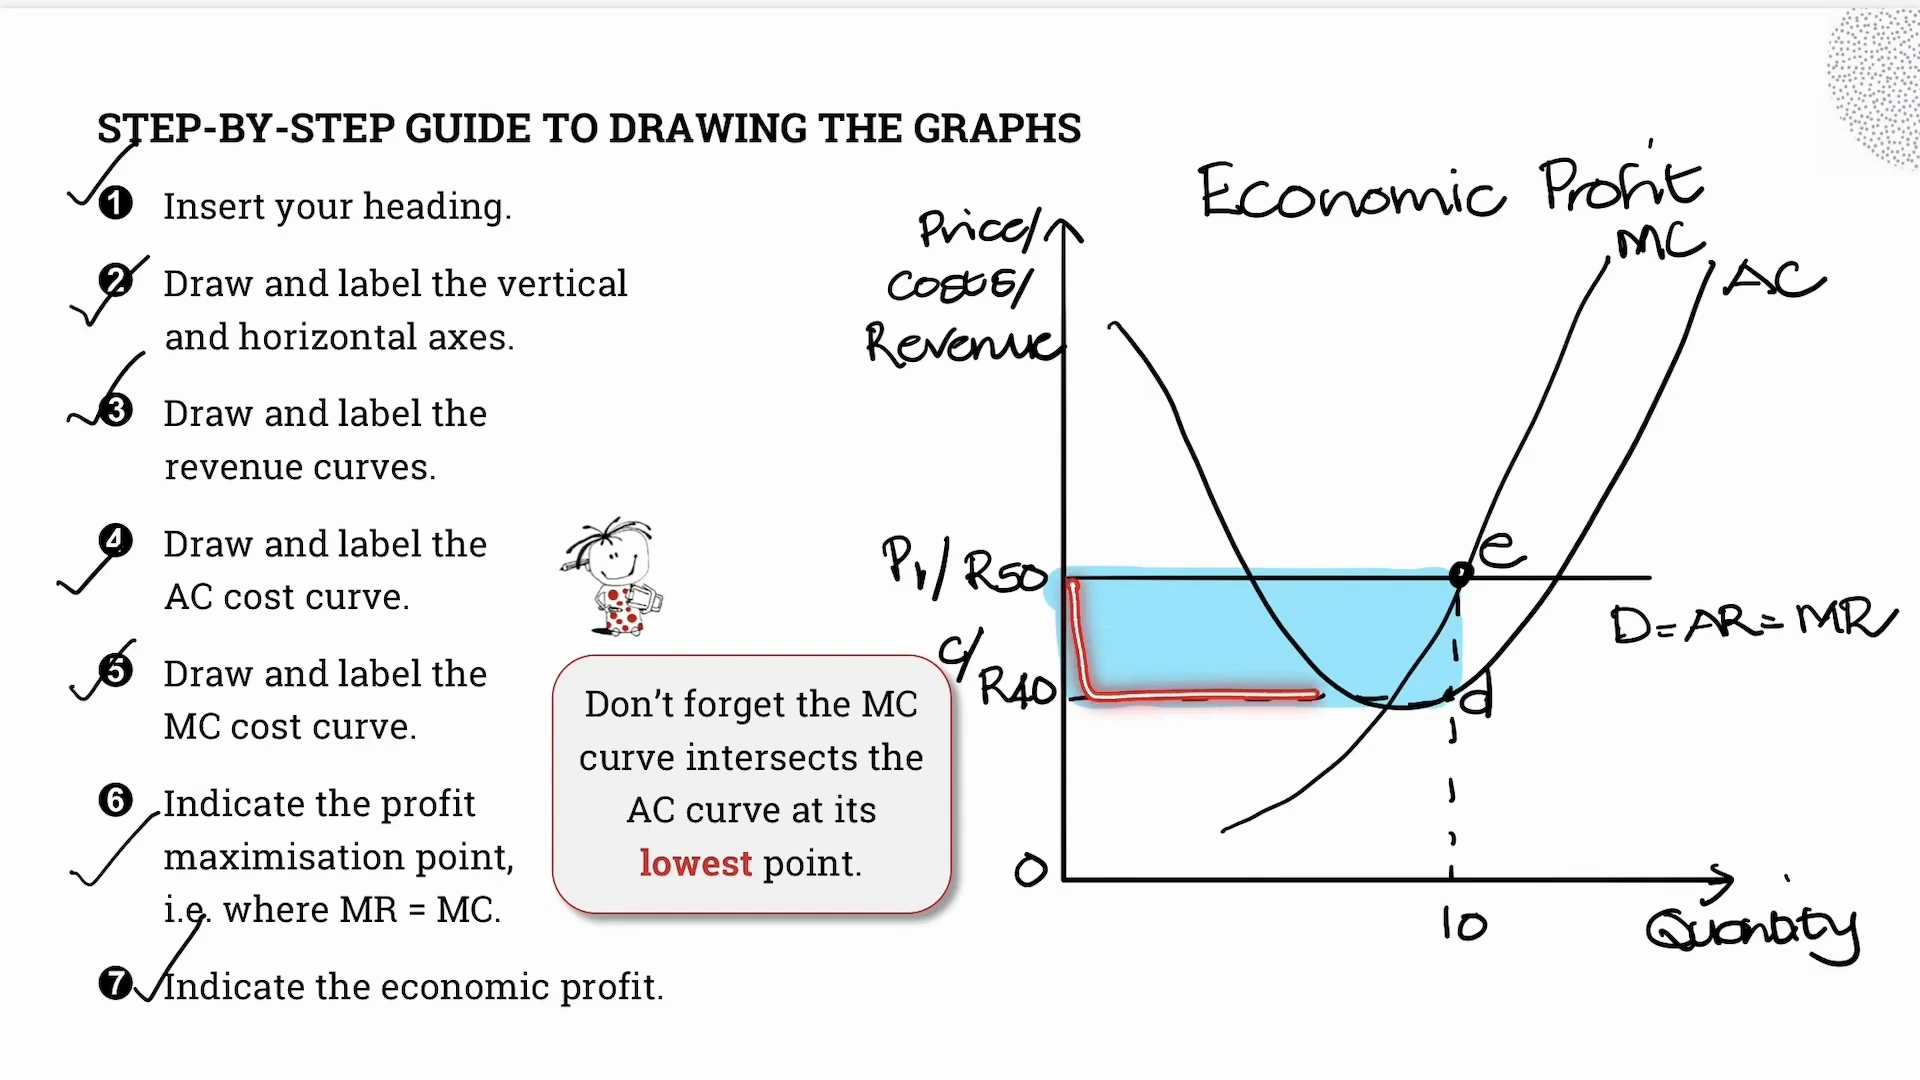 STEP-BY-STEP GUIDE TO DRAWING THE GRAPHS
1 Insert your heading.
2 Draw and label the vertical
and horizontal axes.
3 Draw and label the
revenue curves.
4 Draw and label the
AC cost curve.
5 Draw and label the
MC cost curve.
6 Indicate the profit
maximisation point,
i.e. where MR = MC.
7 Indicate the economic profit.
Don’t forget the MC
curve intersects the
AC curve at its
lowest point.
Economic Profit
Price/
Costs/
Revenue
MC
AC
P1/R50
e
D=AR=MR
C/
R40
d
0
10
Quantity